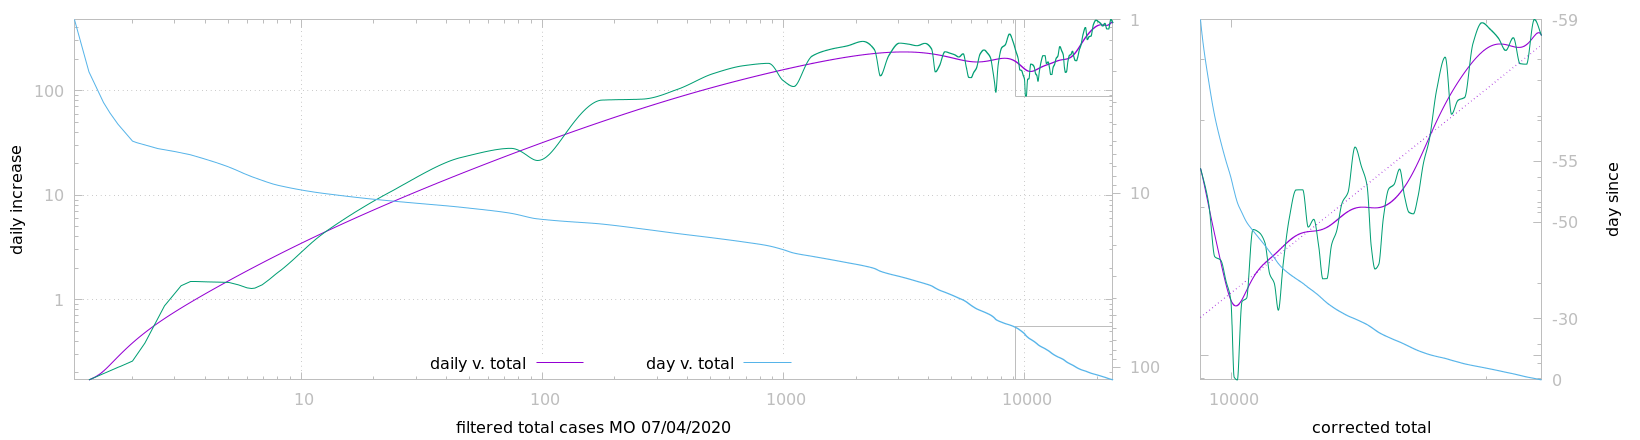 daily increase
100
10
1
daily v. total
day v. total
10
100
1000
10000
filtered total cases MO 07/04/2020
1
10
100
10000
corrected total
-59
-55
-50
-30
0
day since